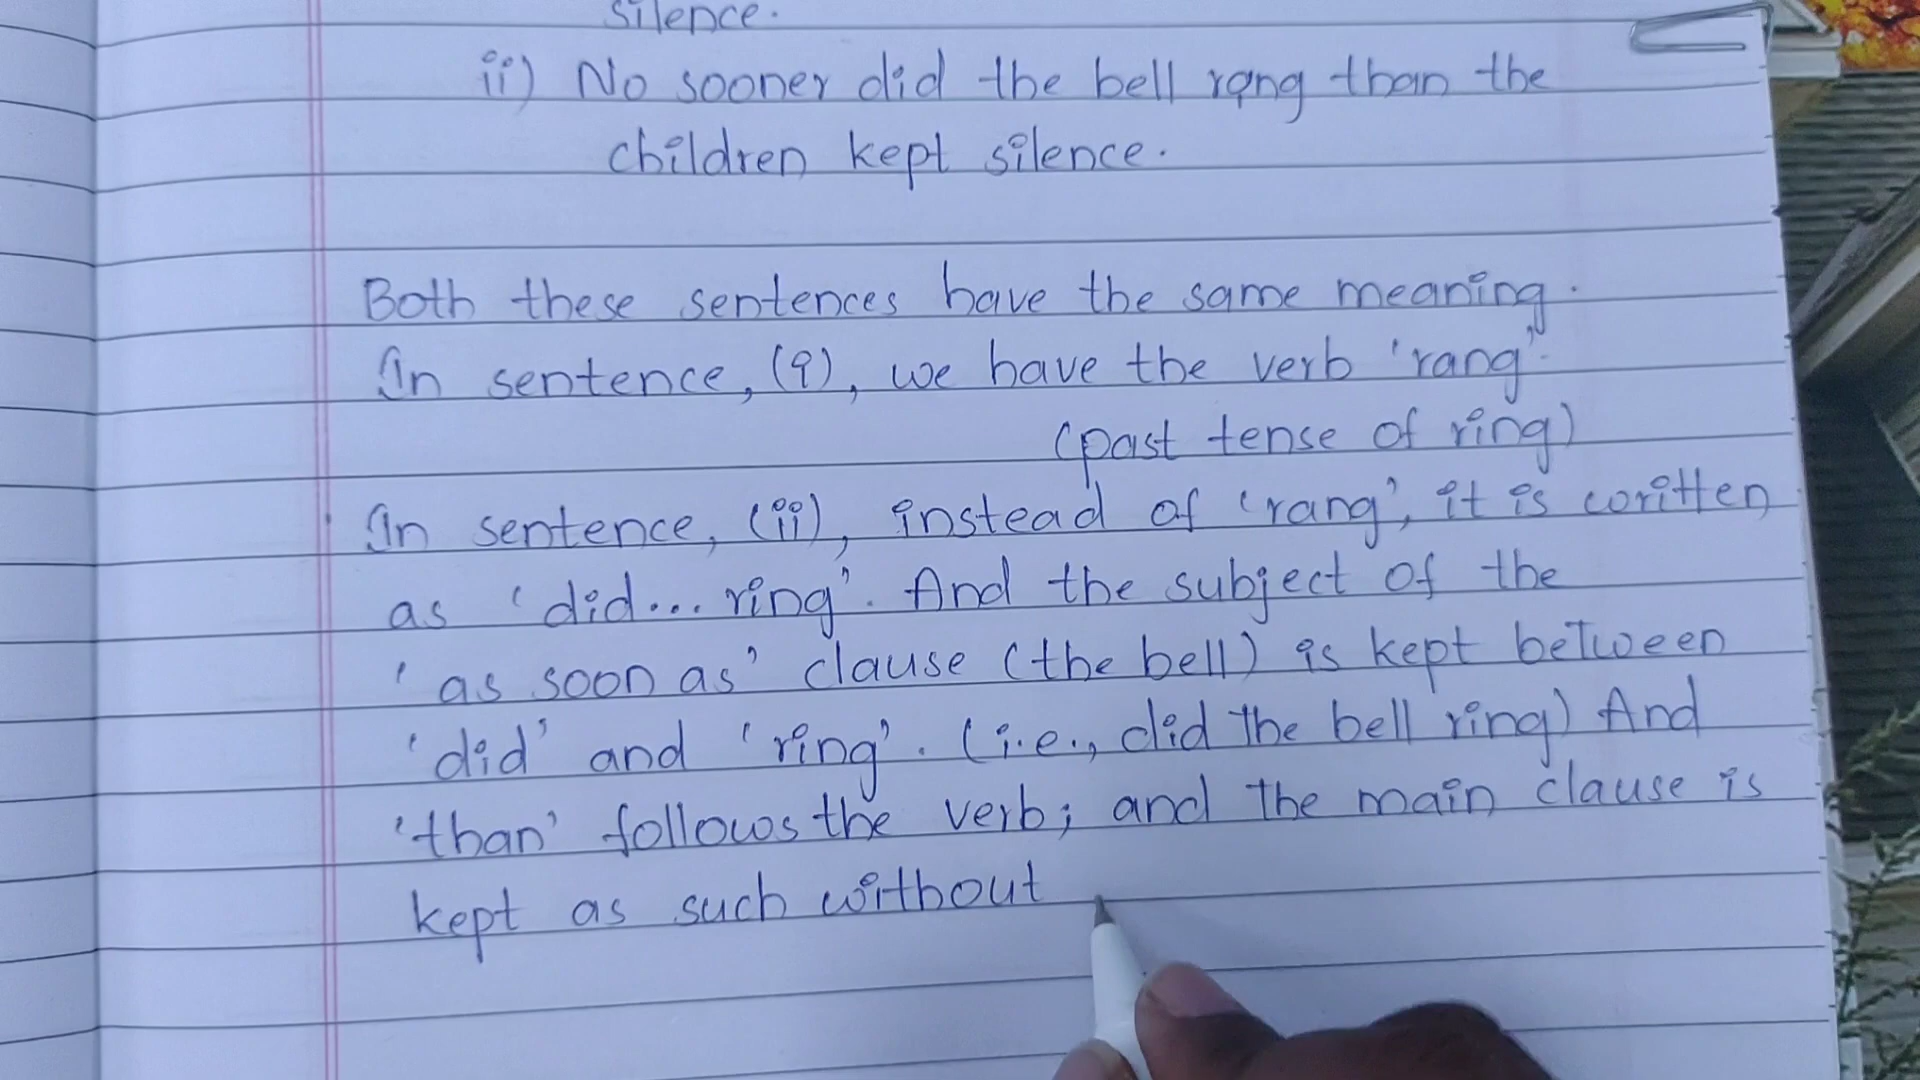 silence.
ii) No sooner did the bell rang than the
children kept silence.
Both these sentences have the same meaning.
In sentence, (i), we have the verb 'rang'.
(past tense of ring)
In sentence, (ii), instead of 'rang', it is written
as 'did... ring'. And the subject of the
'as soon as' clause (the bell) is kept between
'did' and 'ring'. (i.e., did the bell ring) And
'than' follows the verb; and the main clause is
kept as such without